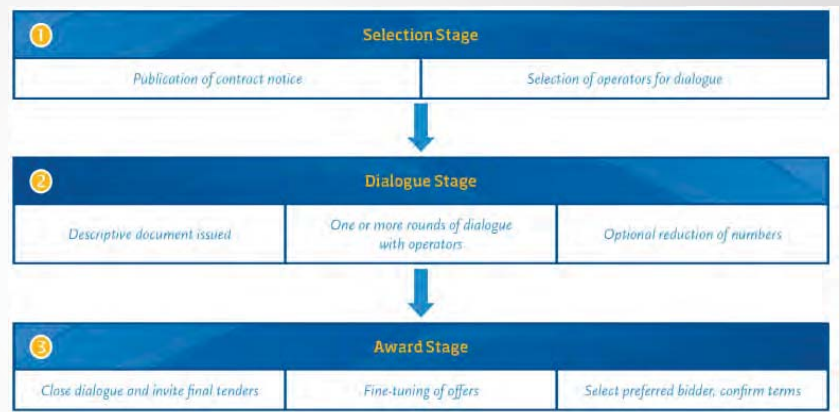 1
Selection Stage
Publication of contract notice
Selection of operators for dialogue
2
Dialogue Stage
Descriptive document issued
One or more rounds of dialogue
with operators
Optional reduction of numbers
3
Award Stage
Close dialogue and invite final tenders
Fine-tuning of offers
Select preferred bidder, confirm terms